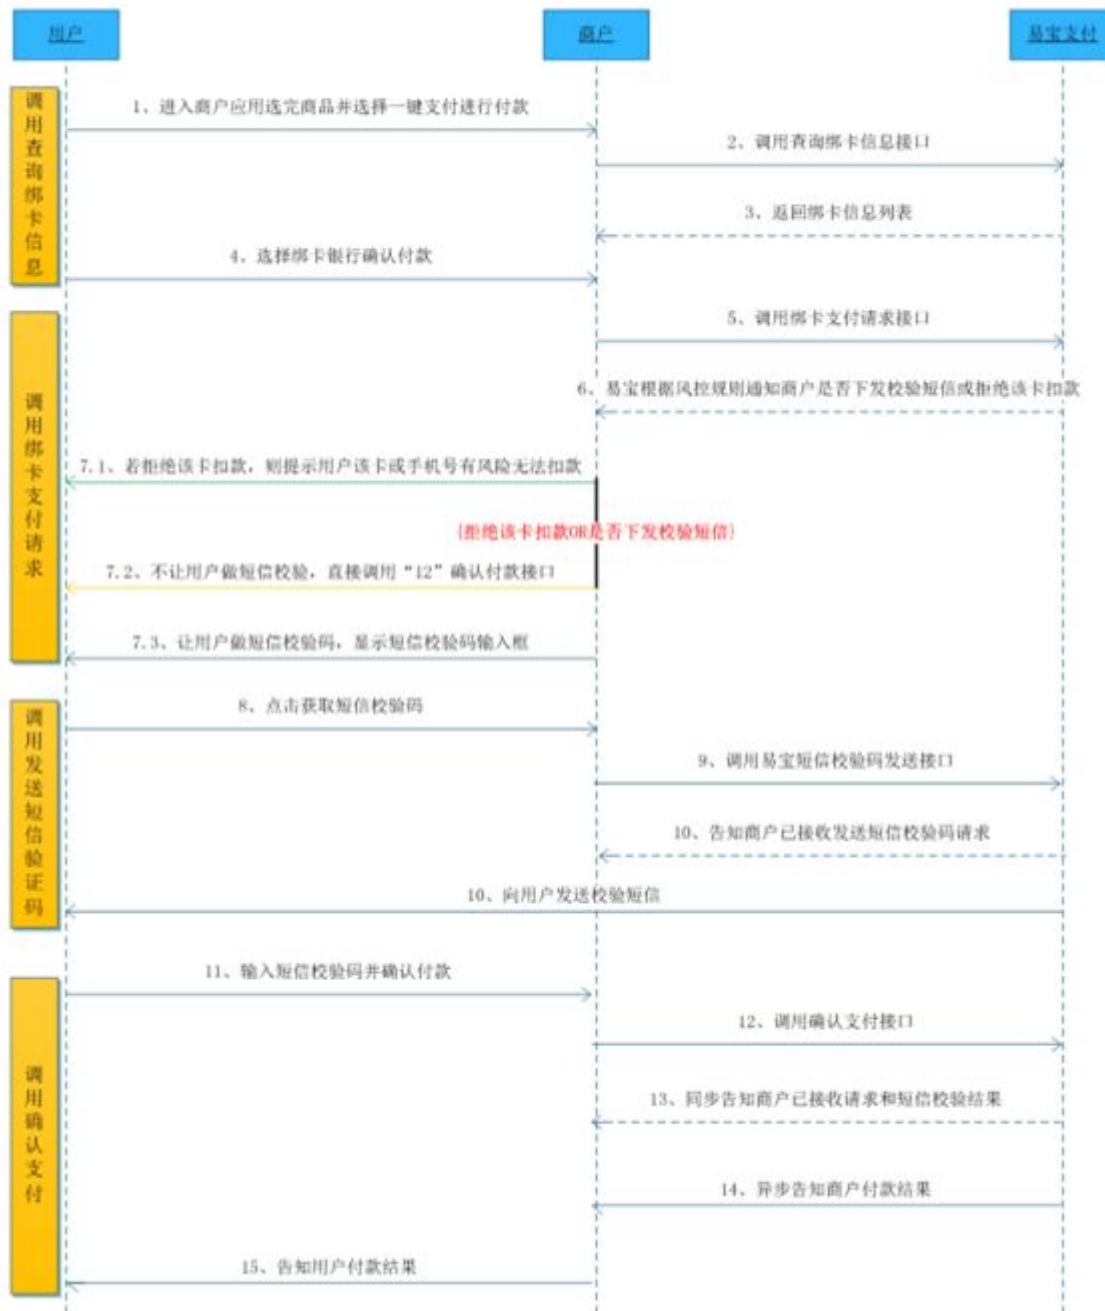 用户
商户
易宝支付
调用查询绑卡信息
1、进入商户应用选完商品并选择一键支付进行付款
2、调用查询绑卡信息接口
3、返回绑卡信息列表
4、选择绑卡银行确认付款
调用绑卡支付请求
5、调用绑卡支付请求接口
6、易宝根据风控规则通知商户是否下发校验短信或拒绝该卡扣款
7.1、若拒绝该卡扣款，则提示用户该卡或手机号有风险无法扣款
{拒绝该卡扣款OR是否下发校验短信}
7.2、不让用户做短信校验，直接调用“12”确认付款接口
7.3、让用户做短信校验码，显示短信校验码输入框
调用发送短信验证码
8、点击获取短信校验码
9、调用易宝短信校验码发送接口
10、告知商户已接收发送短信校验码请求
10、向用户发送校验短信
调用确认支付
11、输入短信校验码并确认付款
12、调用确认支付接口
13、同步告知商户已接收请求和短信校验结果
14、异步告知商户付款结果
15、告知用户付款结果